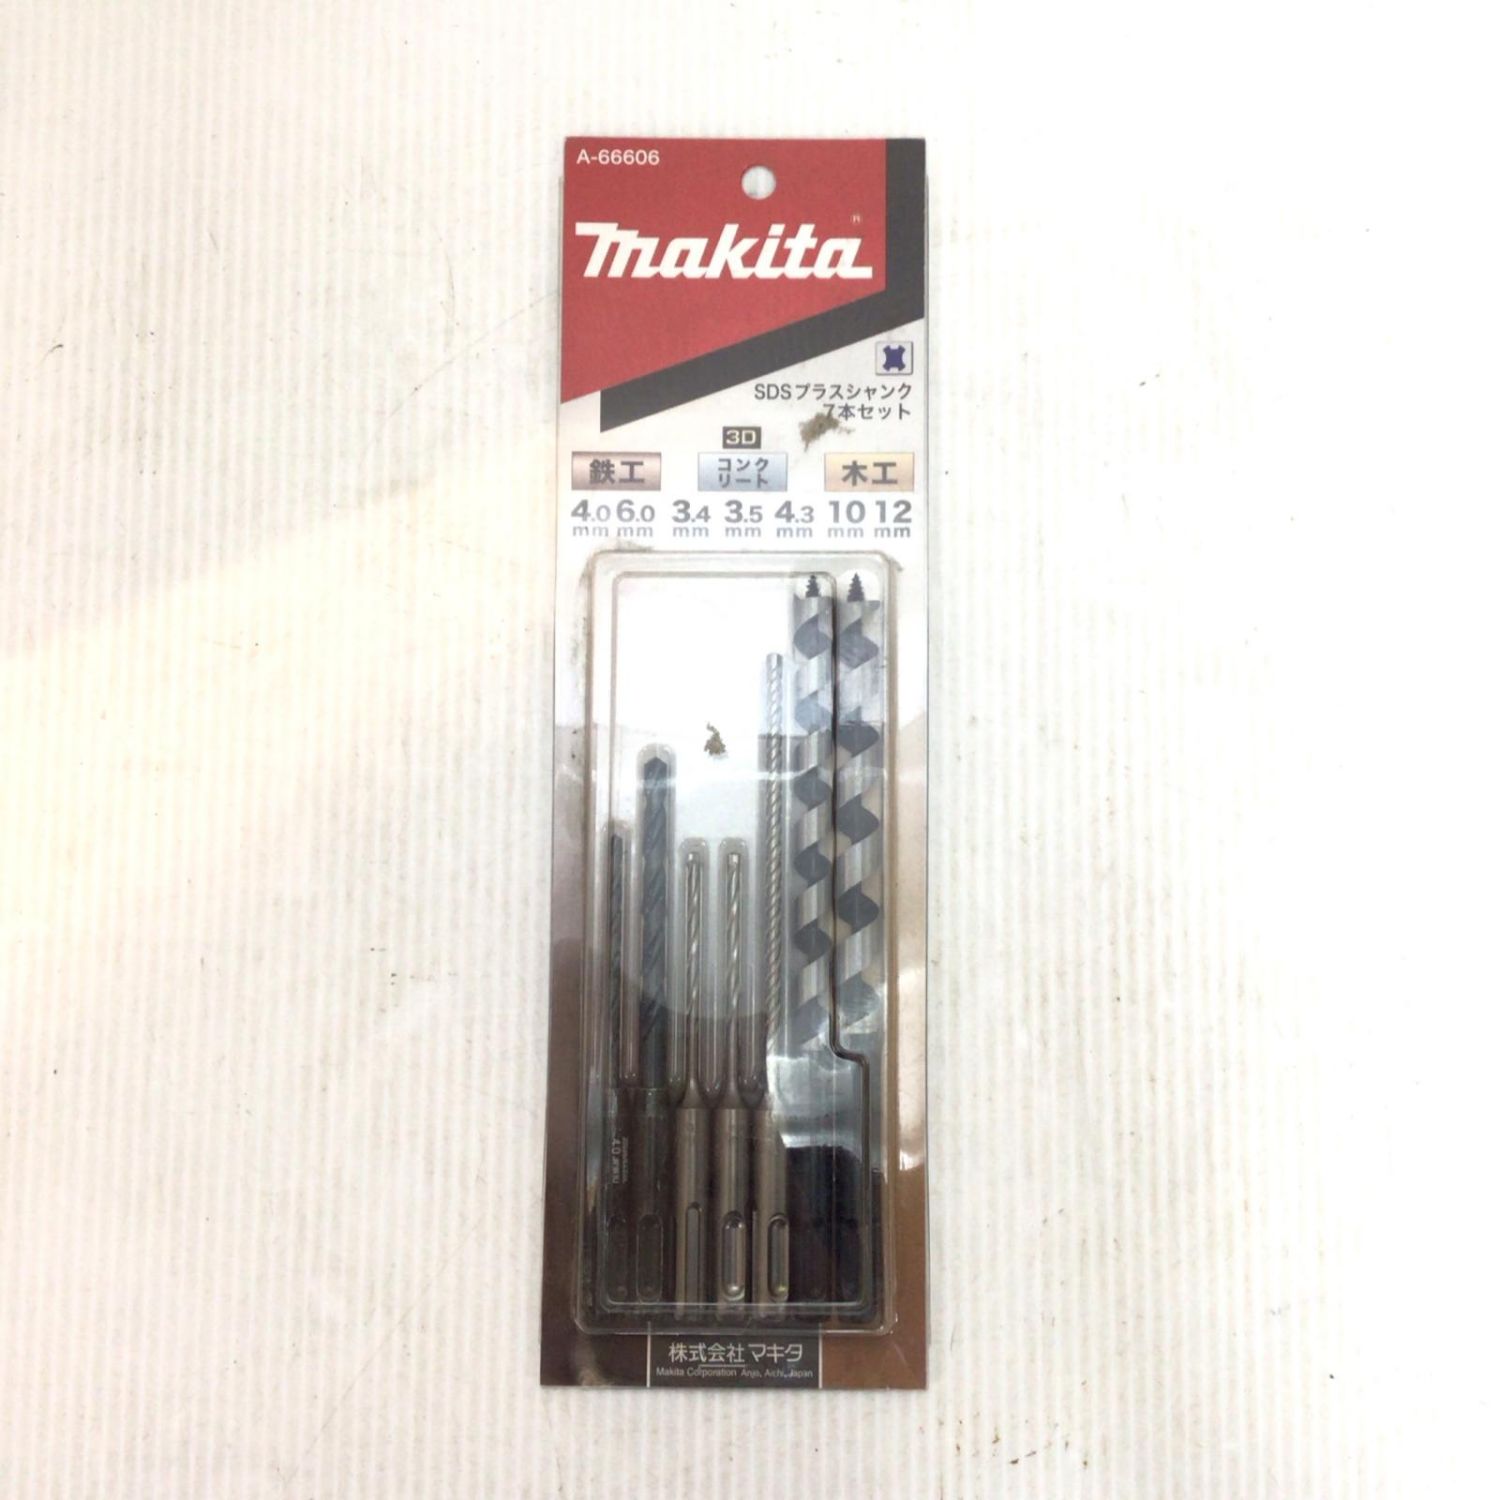 A-66606
makita®
SDSプラスシャンク
7本セット
3D
鉄工
コンク
リート
木工
4.0 6.0 3.4 3.5 4.3 10 12
mm mm mm mm mm mm mm
4.0
株式会社マキタ
Makita Corporation Anjo, Aichi, Japan